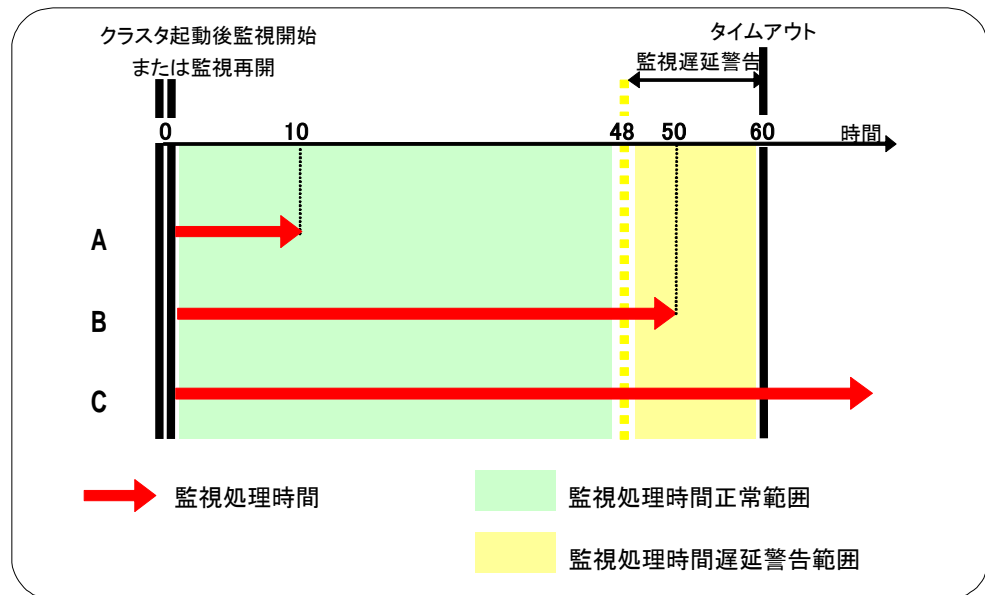 クラスタ起動後監視開始
または監視再開
タイムアウト
監視遅延警告
0 10 48 50 60 時間
A
B
C
監視処理時間
監視処理時間正常範囲
監視処理時間遅延警告範囲